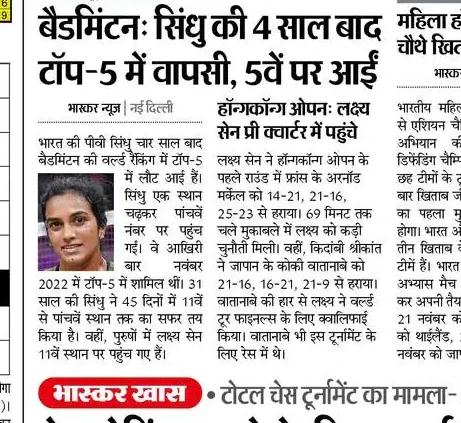 बैडमिंटनः सिंधु की 4 साल बाद
टॉप-5 में वापसी, 5वें पर आईं
भास्कर न्यूज | नई दिल्ली
भारत की पीवी सिंधु चार साल बाद
बैडमिंटन की वर्ल्ड रैंकिंग में टॉप-5
में लौट आई हैं।
सिंधु एक स्थान
चढ़कर पांचवें
नंबर पर पहुंच
गईं। वे आखिरी
बार नवंबर
2022 में टॉप-5 में शामिल थीं। 31
साल की सिंधु ने 45 दिनों में 11वें
से पांचवें स्थान तक का सफर तय
किया है। वहीं, पुरुषों में लक्ष्य सेन
11वें स्थान पर पहुंच गए हैं।
हॉन्गकॉन्ग ओपनः लक्ष्य
सेन प्री क्वार्टर में पहुंचे
लक्ष्य सेन ने हॉन्गकॉन्ग ओपन के
पहले राउंड में फ्रांस के अरनॉड
मर्केल को 14-21, 21-16,
25-23 से हराया। 69 मिनट तक
चले मुकाबले में लक्ष्य को कड़ी
चुनौती मिली। वहीं, किदांबी श्रीकांत
ने जापान के कोकी वातानाबे को
21-16, 16-21, 21-9 से हराया।
वातानाबे की हार से लक्ष्य ने वर्ल्ड
टूर फाइनल्स के लिए क्वालिफाई
किया। वातानाबे भी इस टूर्नामेंट के
लिए रेस में थे।
महिला
चौथे
भास्कर
भारतीय
से एशियन
अभियान की
डिफेंडिंग
छह टीमों के
बार खिताब
का पहला
होगा। भारत
तीन खिताब
टीमें हैं। भारत
अभ्यास मैच
कर अपनी
21 नवंबर को
को थाईलैंड,
नवंबर को
भास्कर खास • टोटल चेस टूर्नामेंट का मामला-